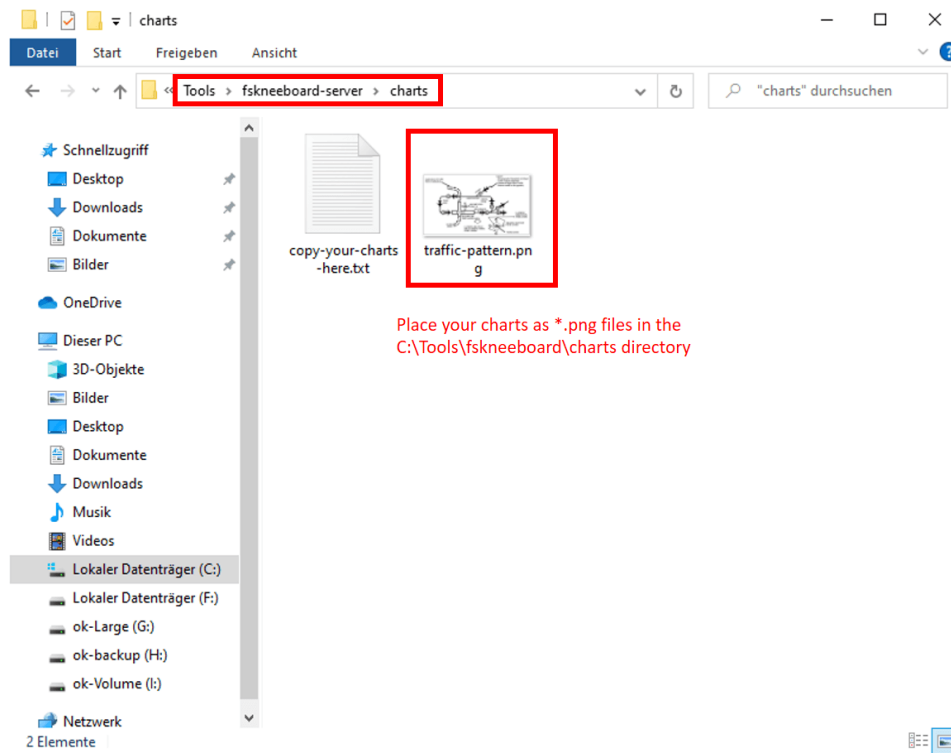 charts
Datei Start Freigeben Ansicht
« Tools › fskneeboard-server › charts
"charts" durchsuchen
Schnellzugriff
Desktop
Downloads
Dokumente
Bilder
OneDrive
Dieser PC
3D-Objekte
Bilder
Desktop
Dokumente
Downloads
Musik
Videos
Lokaler Datenträger (C:)
Lokaler Datenträger (F:)
ok-Large (G:)
ok-backup (H:)
ok-Volume (I:)
Netzwerk
copy-your-charts
-here.txt
traffic-pattern.pn
g
Place your charts as *.png files in the
C:\Tools\fskneeboard\charts directory
2 Elemente